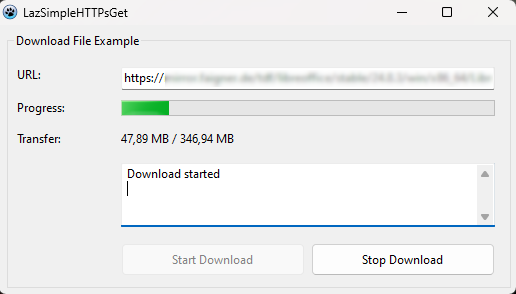 LazSimpleHTTPsGet
Download File Example
URL:
https://
Progress:
Transfer:
47,89 MB / 346,94 MB
Download started
Start Download
Stop Download